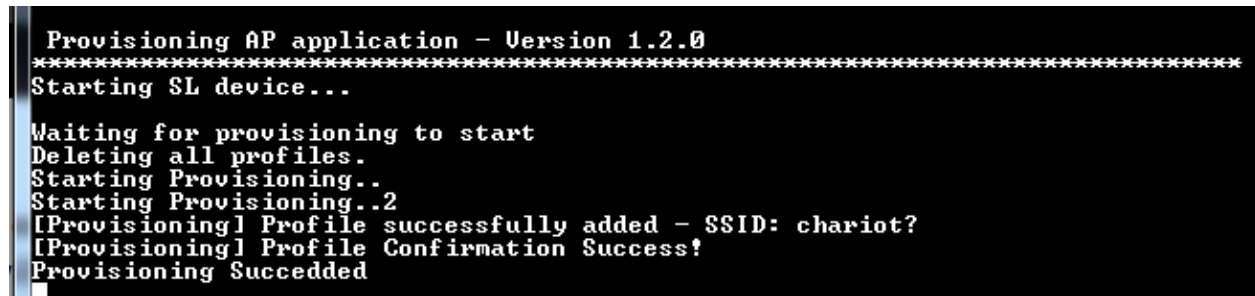 Provisioning AP application - Version 1.2.0
*******************************************************************************
Starting SL device...
Waiting for provisioning to start
Deleting all profiles.
Starting Provisioning..
Starting Provisioning..2
[Provisioning] Profile successfully added - SSID: chariot?
[Provisioning] Profile Confirmation Success!
Provisioning Succedded